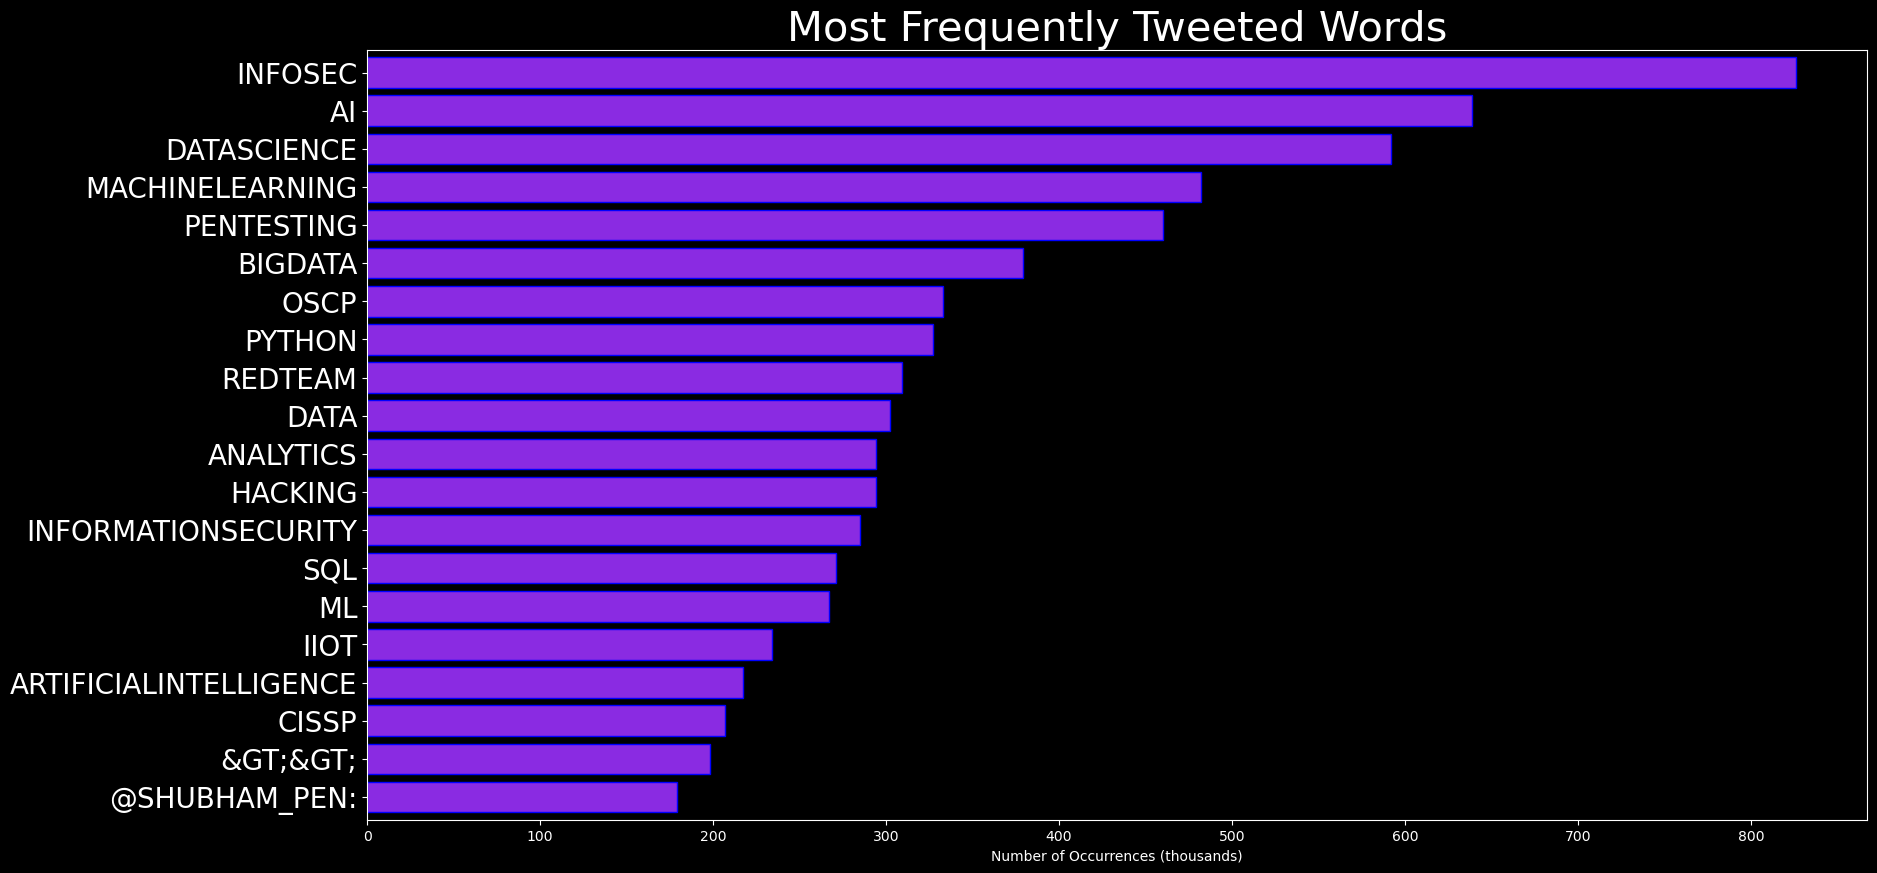 Most Frequently Tweeted Words
INFOSEC
AI
DATASCIENCE
MACHINELEARNING
PENTESTING
BIGDATA
OSCP
PYTHON
REDTEAM
DATA
ANALYTICS
HACKING
INFORMATIONSECURITY
SQL
ML
IIOT
ARTIFICIALINTELLIGENCE
CISSP
&GT;&GT;
@SHUBHAM_PEN:
0 100 200 300 400 500 600 700 800
Number of Occurrences (thousands)